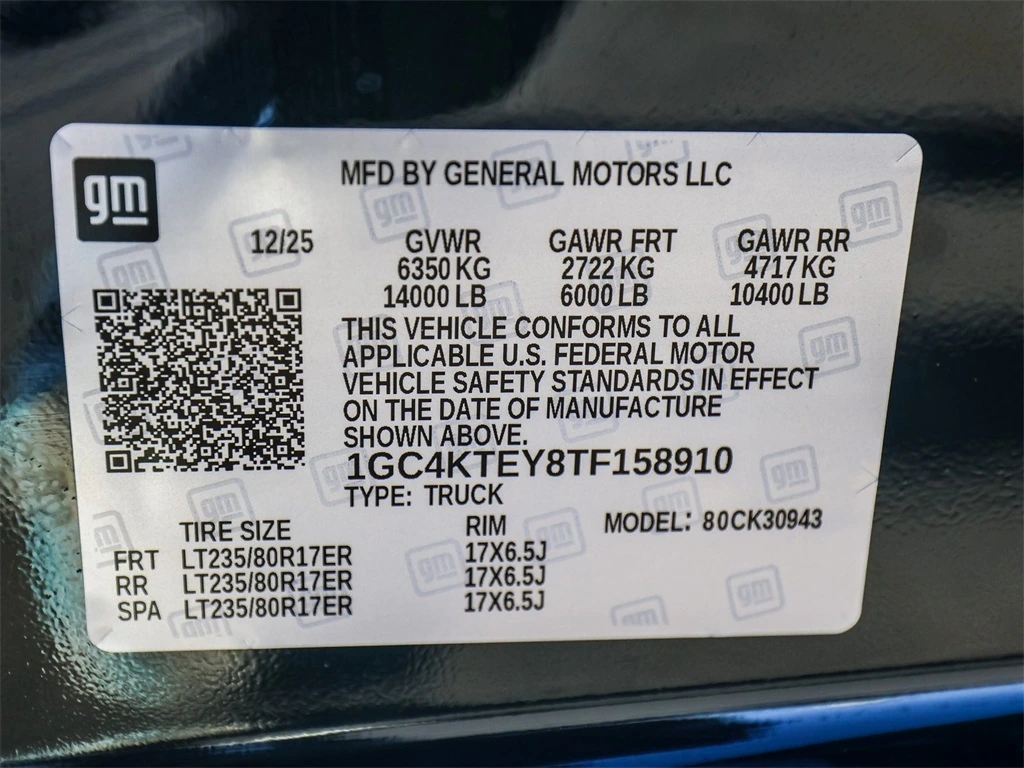 gm
MFD BY GENERAL MOTORS LLC
12/25 GVWR GAWR FRT GAWR RR
6350 KG 2722 KG 4717 KG
14000 LB 6000 LB 10400 LB
THIS VEHICLE CONFORMS TO ALL
APPLICABLE U.S. FEDERAL MOTOR
VEHICLE SAFETY STANDARDS IN EFFECT
ON THE DATE OF MANUFACTURE
SHOWN ABOVE.
1GC4KTEY8TF158910
TYPE: TRUCK
TIRE SIZE RIM MODEL: 80CK30943
FRT LT235/80R17ER 17X6.5J
RR LT235/80R17ER 17X6.5J
SPA LT235/80R17ER 17X6.5J